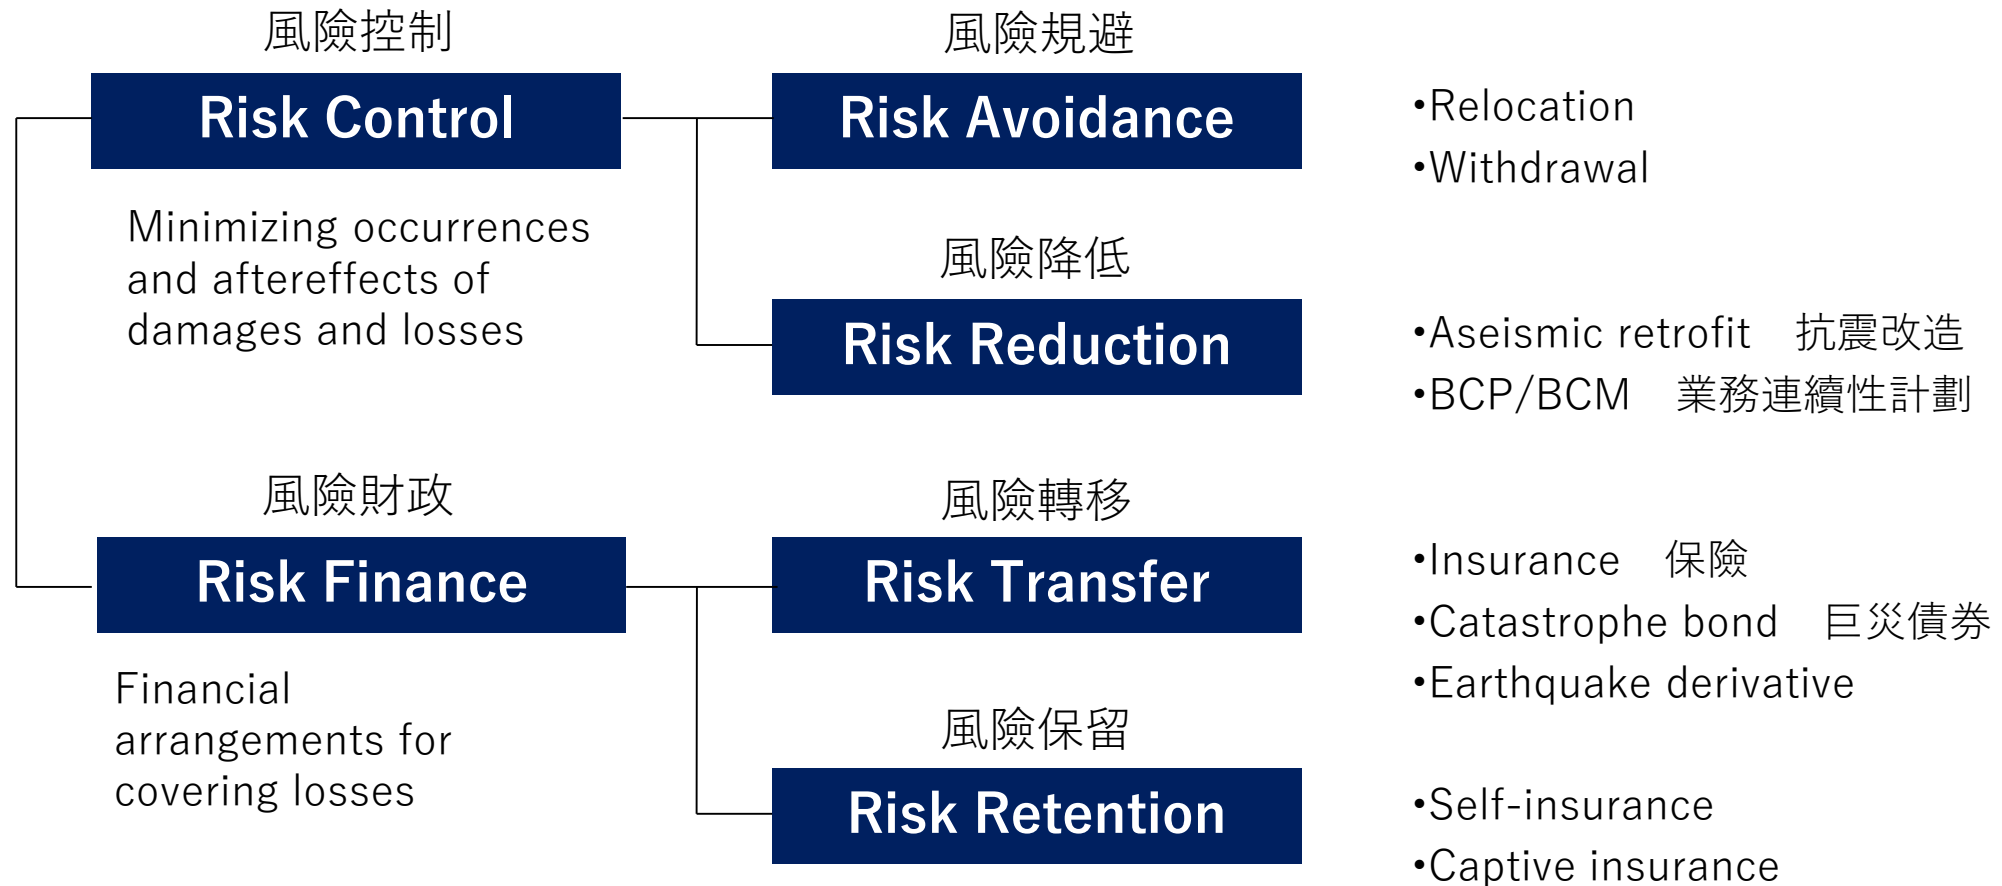 風險控制
Risk Control
Minimizing occurrences
and aftereffects of
damages and losses
風險規避
Risk Avoidance
•Relocation
•Withdrawal
風險降低
Risk Reduction
•Aseismic retrofit　抗震改造
•BCP/BCM　業務連續性計劃
風險財政
Risk Finance
Financial
arrangements for
covering losses
風險轉移
Risk Transfer
•Insurance　保險
•Catastrophe bond　巨災債券
•Earthquake derivative
風險保留
Risk Retention
•Self-insurance
•Captive insurance